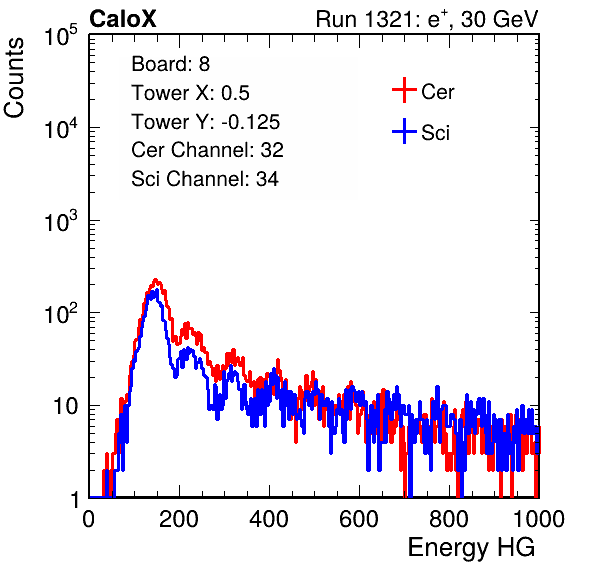 CaloX Run 1321: e⁺, 30 GeV
Counts
Board: 8
Tower X: 0.5
Tower Y: -0.125
Cer Channel: 32
Sci Channel: 34
Cer
Sci
10⁵
10⁴
10³
10²
10
1
0 200 400 600 800 1000
Energy HG